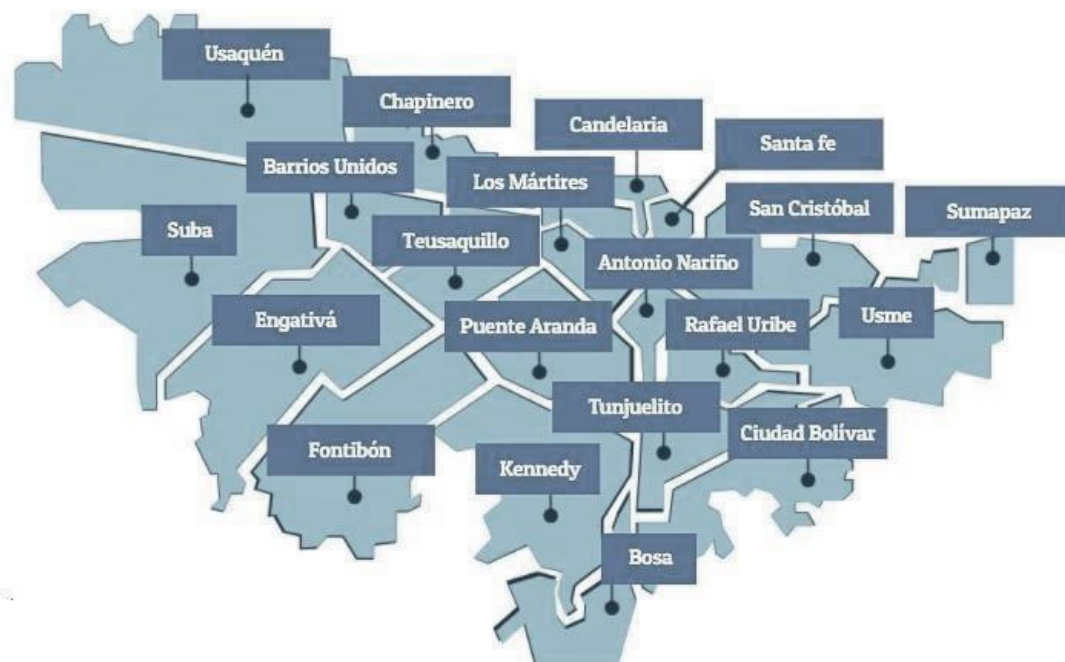 Usaquén
Chapinero
Candelaria
Santa fe
Barrios Unidos
Los Mártires
San Cristóbal
Sumapaz
Suba
Teusaquillo
Antonio Nariño
Engativá
Puente Aranda
Rafael Uribe
Usme
Tunjuelito
Ciudad Bolívar
Fontibón
Kennedy
Bosa